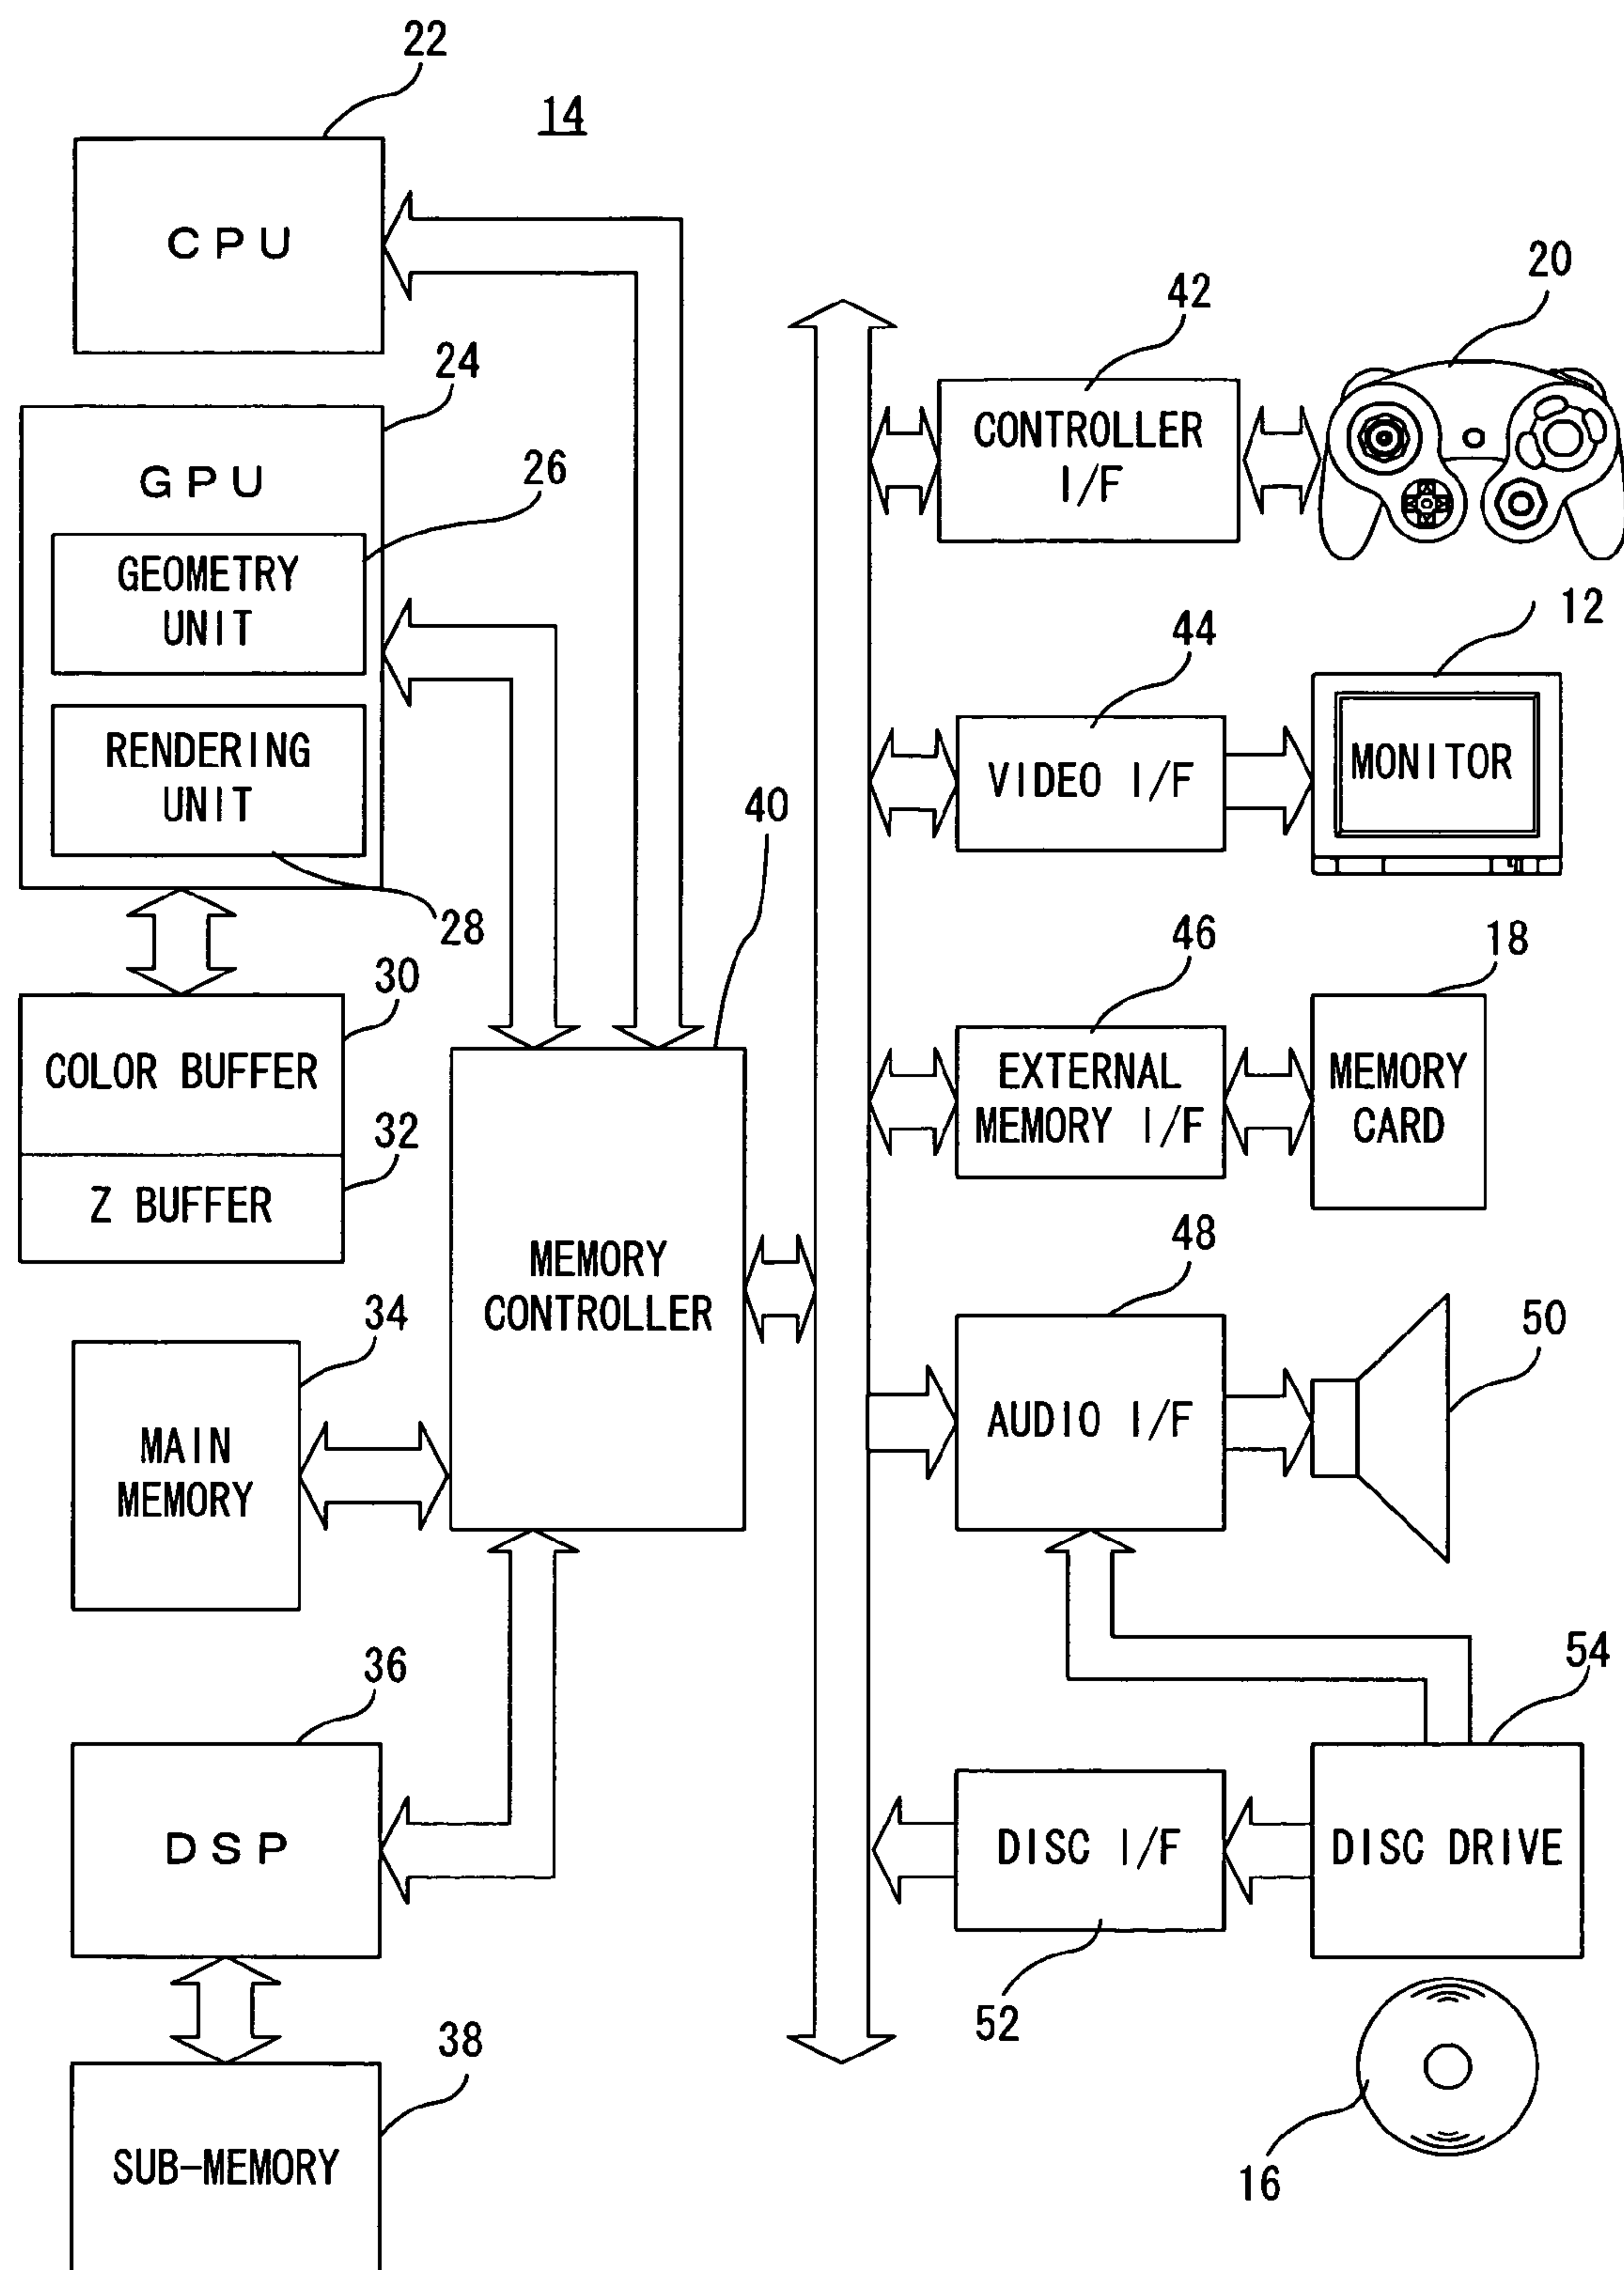 22
14
CPU
20
42
24
CONTROLLER
I/F
26
GPU
GEOMETRY
UNIT
12
44
RENDERING
UNIT
MONITOR
VIDEO I/F
40
28
46
18
30
COLOR BUFFER
EXTERNAL
MEMORY I/F
MEMORY
CARD
32
Z BUFFER
48
MEMORY
CONTROLLER
34
50
AUDIO I/F
MAIN
MEMORY
36
54
DSP
DISC I/F
DISC DRIVE
52
38
SUB-MEMORY
16